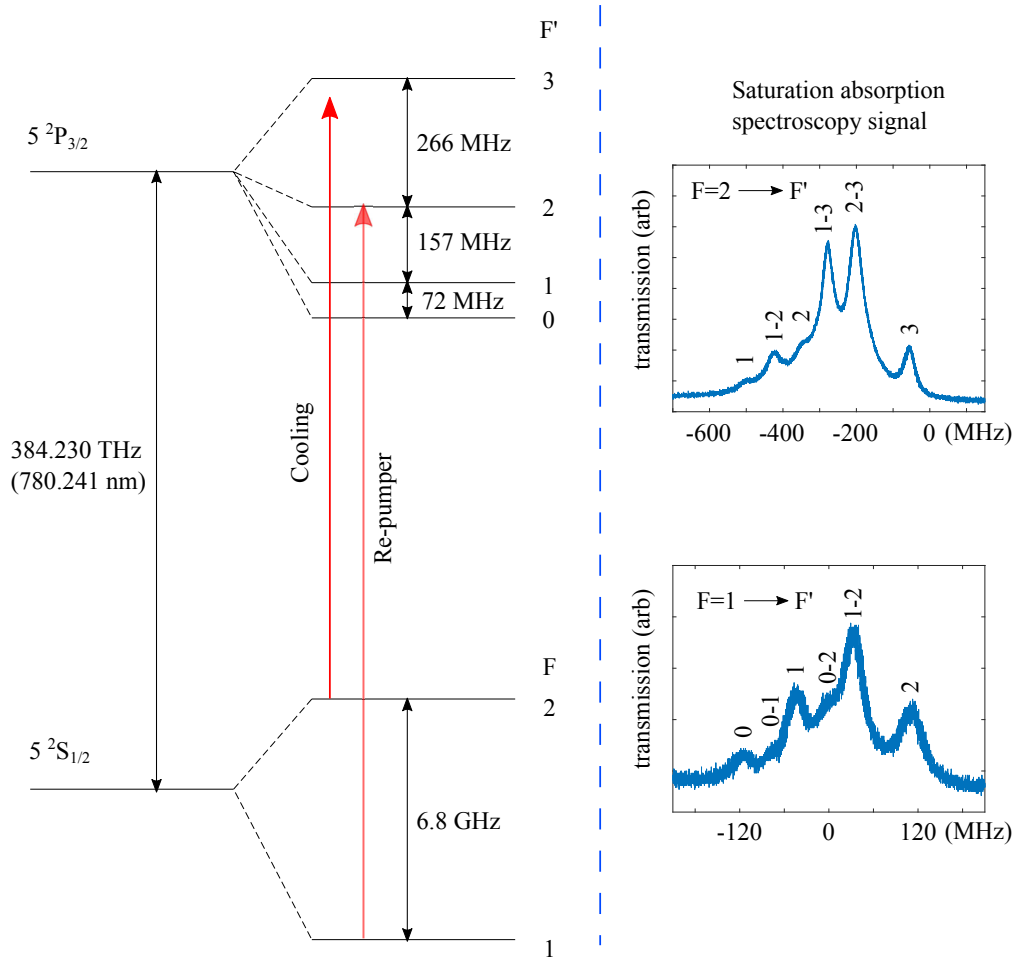 F'
3
5 ²P₃/₂
266 MHz
2
157 MHz
1
72 MHz
0
Cooling
Re-pumper
384.230 THz
(780.241 nm)
F
2
5 ²S₁/₂
6.8 GHz
1
Saturation absorption
spectroscopy signal
F=2 → F'
transmission (arb)
1
1-2
2
1-3
2-3
3
-600 -400 -200 0 (MHz)
F=1 → F'
transmission (arb)
0
0-1
1
0-2
1-2
2
-120 0 120 (MHz)